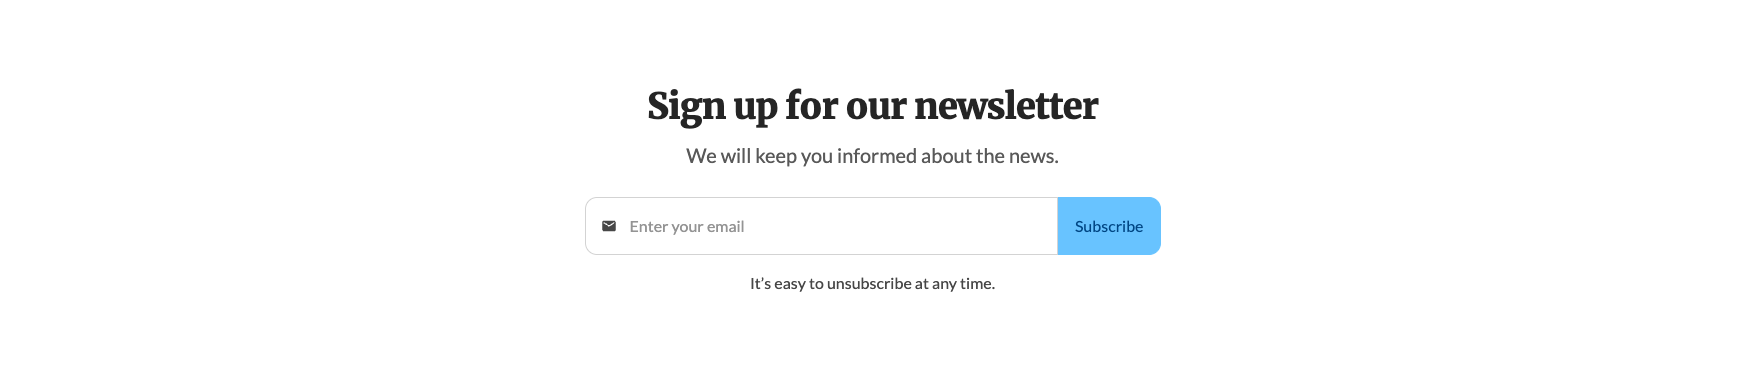 Sign up for our newsletter
We will keep you informed about the news.
Enter your email
Subscribe
It’s easy to unsubscribe at any time.